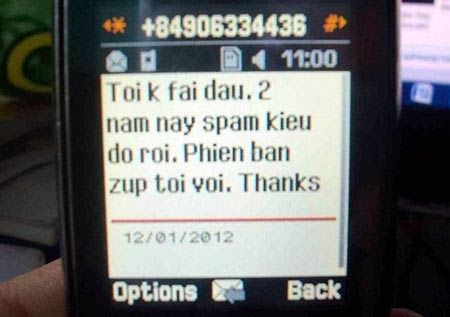 +84906334436
11:00
Toi k fai dau. 2
nam nay spam kieu
do roi. Phien ban
zup toi voi. Thanks
12/01/2012
Options Back